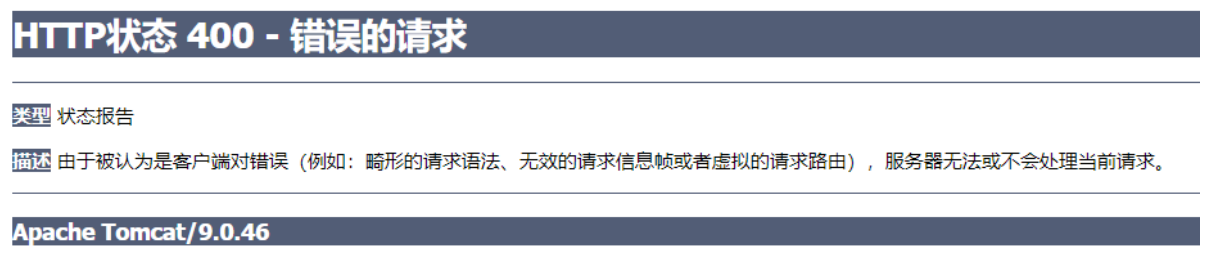 HTTP状态 400 - 错误的请求
类型 状态报告
描述 由于被认为是客户端对错误（例如：畸形的请求语法、无效的请求信息帧或者虚拟的请求路由），服务器无法或不会处理当前请求。
Apache Tomcat/9.0.46